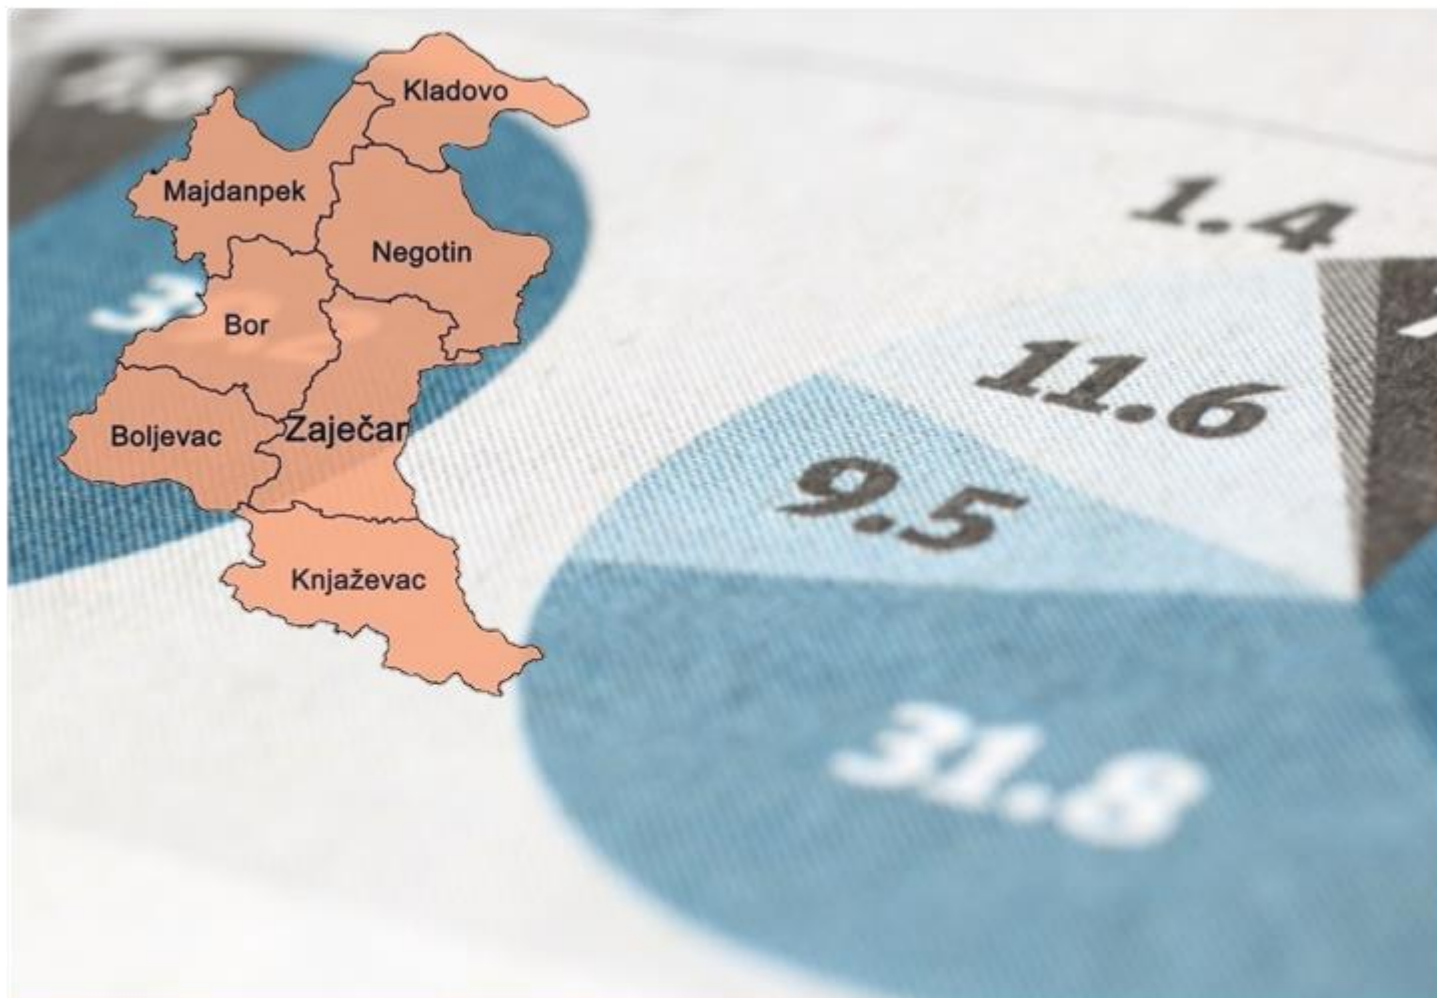 Kladovo
Majdanpek
1.4
Negotin
Bor
11.6
Boljevac
Zaječar
9.5
Knjaževac
31.8